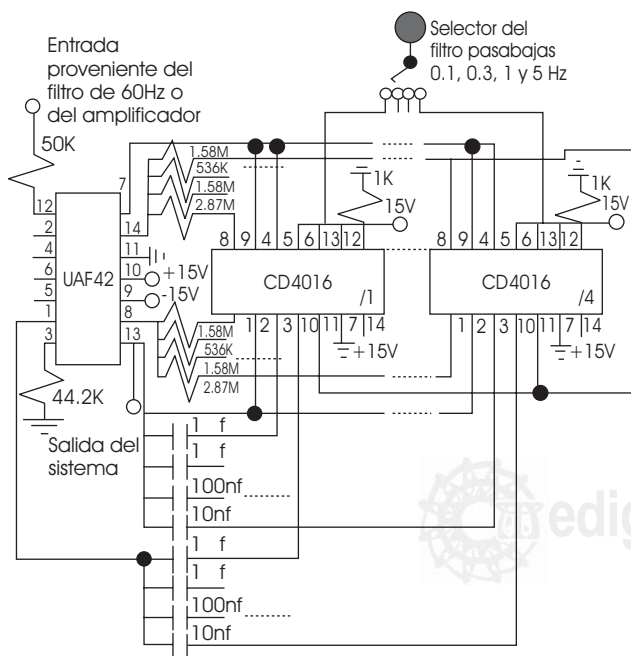 Entrada
proveniente del
filtro de 60Hz o
del amplificador
Selector del
filtro pasabajas
0.1, 0.3, 1 y 5 Hz
50K
7
1.58M
536K
1.58M
2.87M
12
2
14
4
11
6
10
+15V
5
9
-15V
1
8
3
13
UAF42
1K
15V
8 9 4 5 6 13 12
CD4016
/1
1 2 3 10 11 7 14
+15V
1K
15V
8 9 4 5 6 13 12
CD4016
/4
1 2 3 10 11 7 14
+15V
1.58M
536K
1.58M
2.87M
44.2K
Salida del
sistema
1 f
1 f
100nf
10nf
1 f
1 f
100nf
10nf
medig